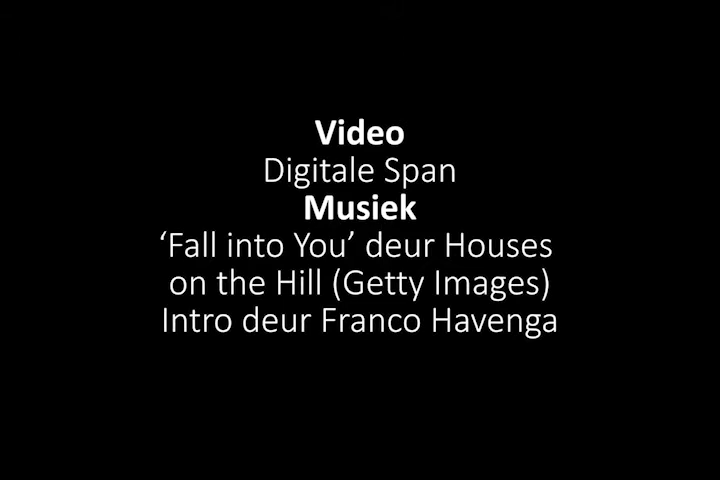 Video
Digitale Span
Musiek
‘Fall into You’ deur Houses
on the Hill (Getty Images)
Intro deur Franco Havenga